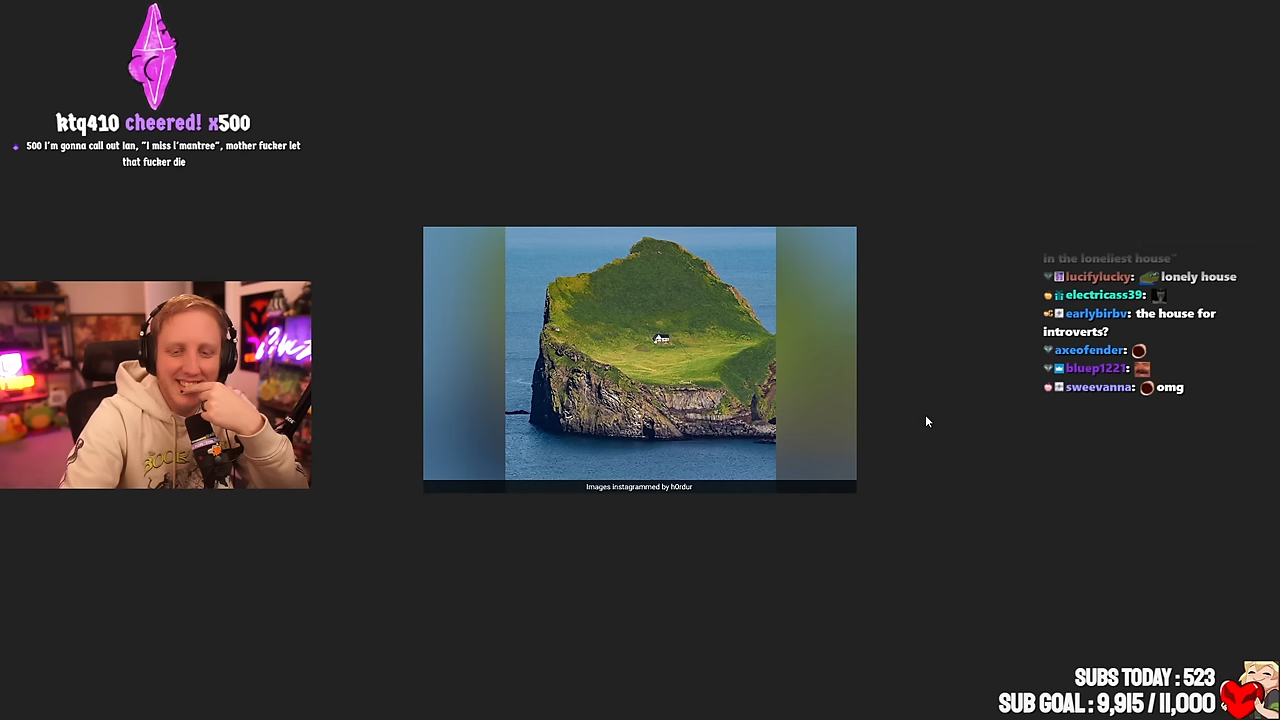 ktq410 cheered! x500
500 I'm gonna call out Ian, "I miss I'mantree", mother fucker let
that fucker die
Images instagrammed by h0rdur
in the loneliest house"
lucifylucky: lonely house
electricass39:
earlybirbv: the house for
introverts?
axeofender:
bluep1221:
sweevanna: omg
SUBS TODAY : 523
SUB GOAL : 9,915 / 11,000